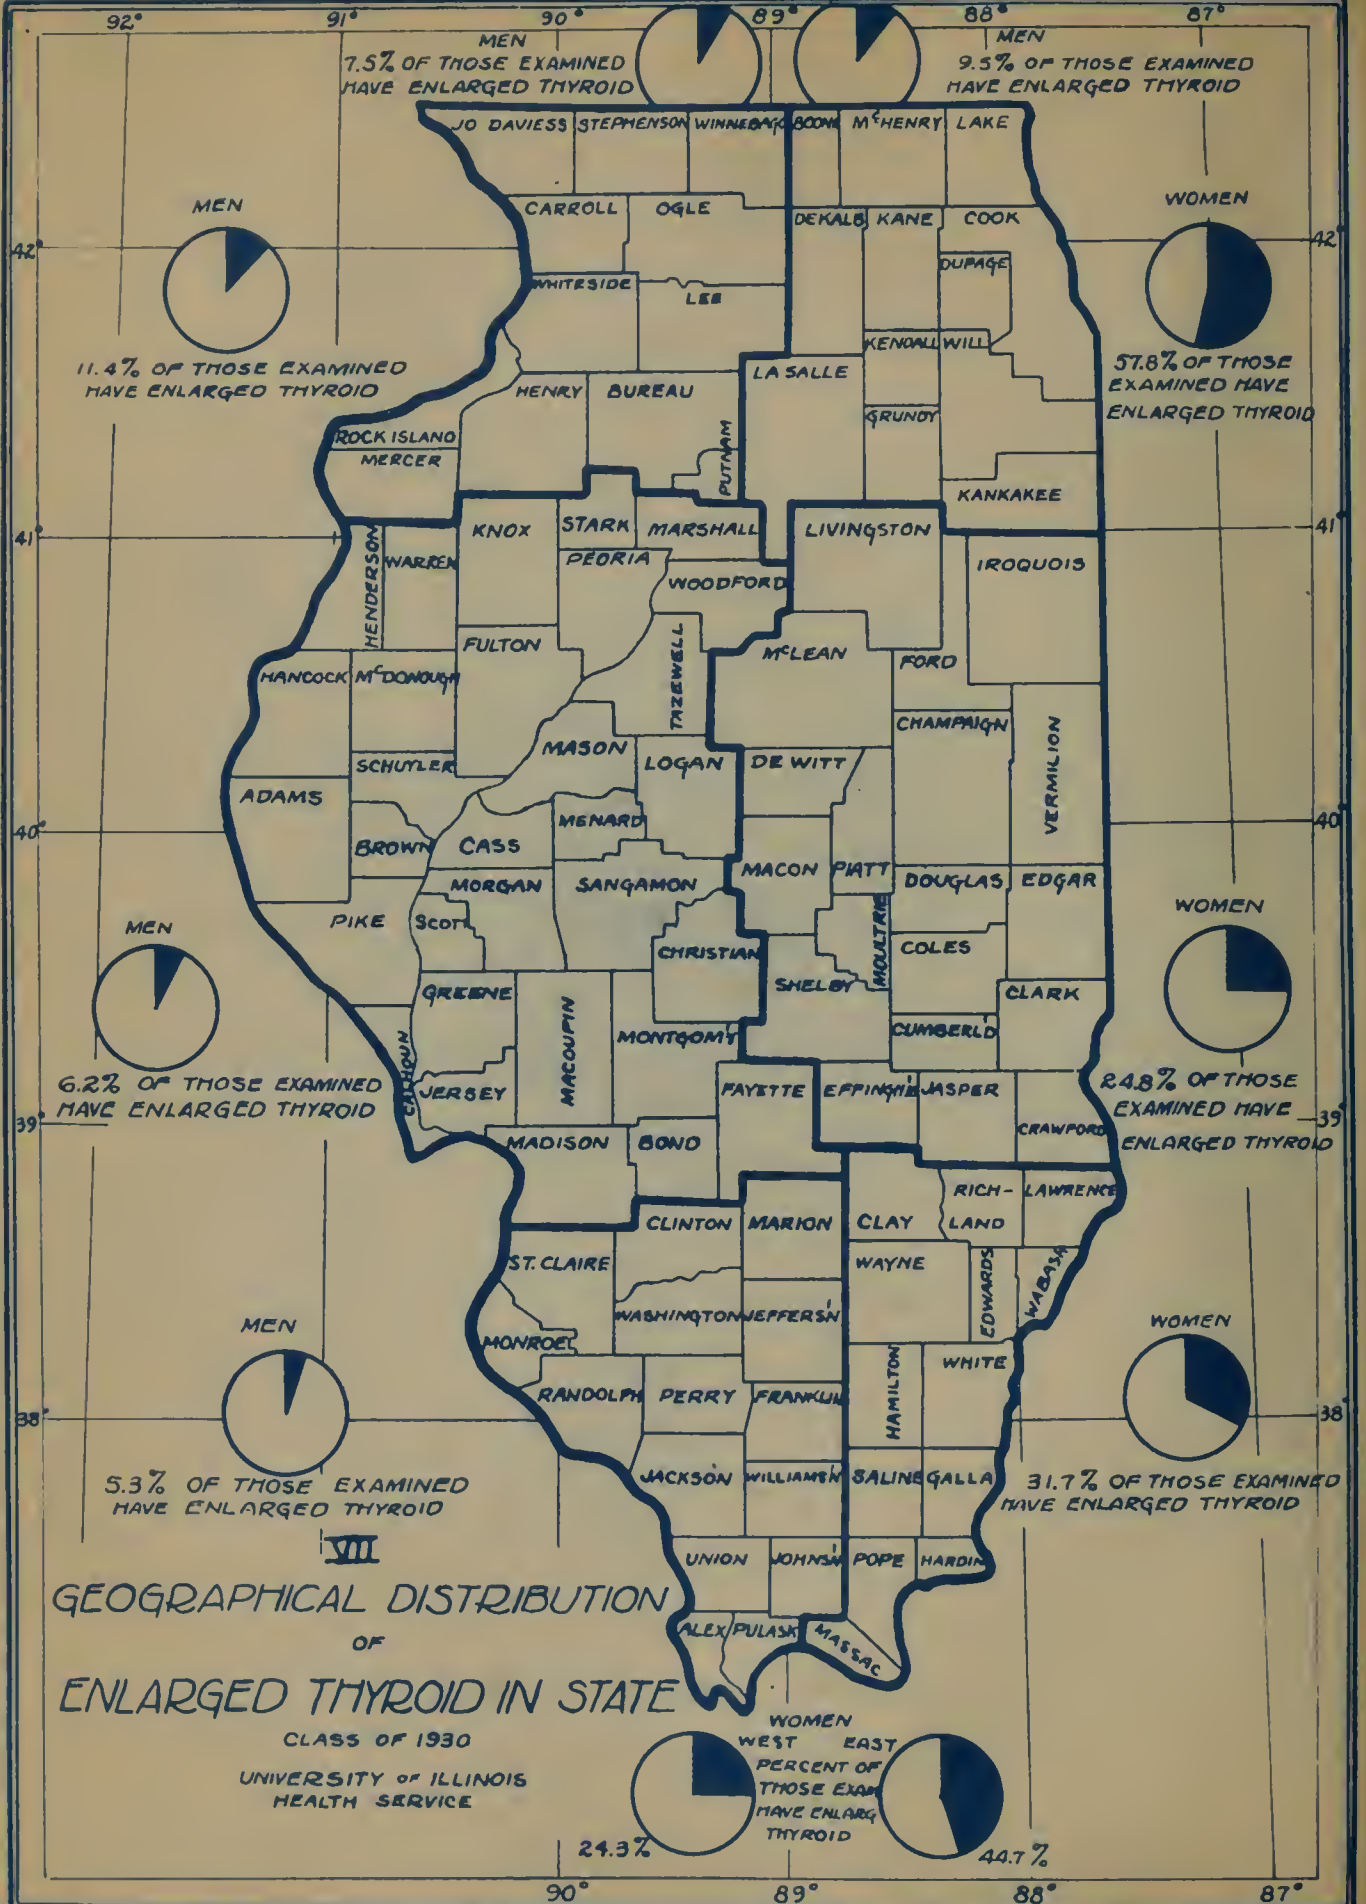 92°
91°
90°
89°
88°
87°
MEN
7.5% OF THOSE EXAMINED
HAVE ENLARGED THYROID
MEN
9.5% OF THOSE EXAMINED
HAVE ENLARGED THYROID
JO DAVIESS STEPHENSON WINNEBAGO BOONE McHENRY LAKE
MEN
11.4% OF THOSE EXAMINED
HAVE ENLARGED THYROID
WOMEN
57.8% OF THOSE
EXAMINED HAVE
ENLARGED THYROID
CARROLL OGLE DEKALB KANE COOK
42° 42°
DUPAGE
WHITESIDE LEE
KENDALL WILL
LA SALLE
HENRY BUREAU
GRUNDY
ROCK ISLAND
MERCER
PUTNAM
KANKAKEE
41° 41°
KNOX STARK MARSHALL LIVINGSTON
HENDERSON
WARREN PEORIA IROQUOIS
WOODFORD
FULTON
TAZEWELL
McLEAN FORD
HANCOCK McDONOUGH
CHAMPAIGN
VERMILION
MASON
SCHUYLER LOGAN DE WITT
ADAMS
MENARD
40° 40°
BROWN CASS
MACON PIATT
MORGAN SANGAMON DOUGLAS EDGAR
PIKE SCOTT
MOULTRIE
CHRISTIAN COLES
MEN
6.2% OF THOSE EXAMINED
HAVE ENLARGED THYROID
WOMEN
24.8% OF THOSE
EXAMINED HAVE
ENLARGED THYROID
GREENE SHELBY CLARK
MACOUPIN
MONTGOM'Y CUMBERL'D
CALHOUN
JERSEY FAYETTE EFFINGH'M JASPER
39° 39°
CRAWFORD
MADISON BOND
RICH-
LAND
LAWRENCE
CLINTON MARION CLAY
ST. CLAIRE WAYNE
EDWARDS
WABASH
WASHINGTON JEFFERS'N
MONROE
HAMILTON
WHITE
RANDOLPH PERRY FRANKLIN
38° 38°
MEN
5.3% OF THOSE EXAMINED
HAVE ENLARGED THYROID
WOMEN
31.7% OF THOSE EXAMINED
HAVE ENLARGED THYROID
JACKSON WILLIAMS'N SALINE GALLA
UNION JOHNS'N POPE HARDIN
ALEX PULASK MASSAC
VII
GEOGRAPHICAL DISTRIBUTION
OF
ENLARGED THYROID IN STATE
CLASS OF 1930
UNIVERSITY OF ILLINOIS
HEALTH SERVICE
WOMEN
WEST EAST
PERCENT OF
THOSE EXAM
HAVE ENLARG
THYROID
24.3%
44.7%
90°
89°
88°
87°